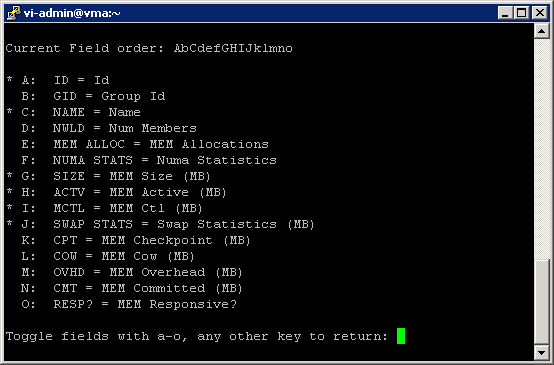 vi-admin@vma:~
Current Field order: AbCdefGHIJklmno
* A: ID = Id
B: GID = Group Id
* C: NAME = Name
D: NWLD = Num Members
E: MEM ALLOC = MEM Allocations
F: NUMA STATS = Numa Statistics
* G: SIZE = MEM Size (MB)
* H: ACTV = MEM Active (MB)
* I: MCTL = MEM Ctl (MB)
* J: SWAP STATS = Swap Statistics (MB)
K: CPT = MEM Checkpoint (MB)
L: COW = MEM Cow (MB)
M: OVHD = MEM Overhead (MB)
N: CMT = MEM Committed (MB)
O: RESP? = MEM Responsive?
Toggle fields with a-o, any other key to return: